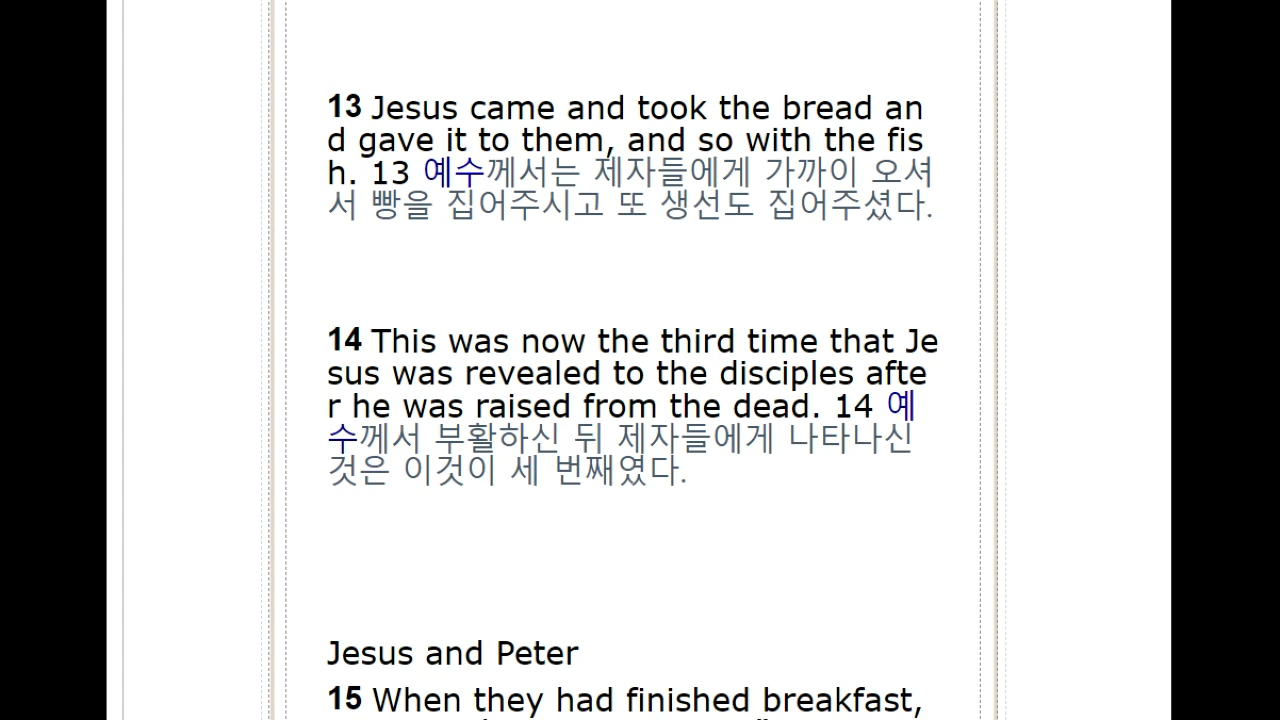 13 Jesus came and took the bread an
d gave it to them, and so with the fis
h. 13 예수께서는 제자들에게 가까이 오셔
서 빵을 집어주시고 또 생선도 집어주셨다.
14 This was now the third time that Je
sus was revealed to the disciples afte
r he was raised from the dead. 14 예
수께서 부활하신 뒤 제자들에게 나타나신
것은 이것이 세 번째였다.
Jesus and Peter
15 When they had finished breakfast,